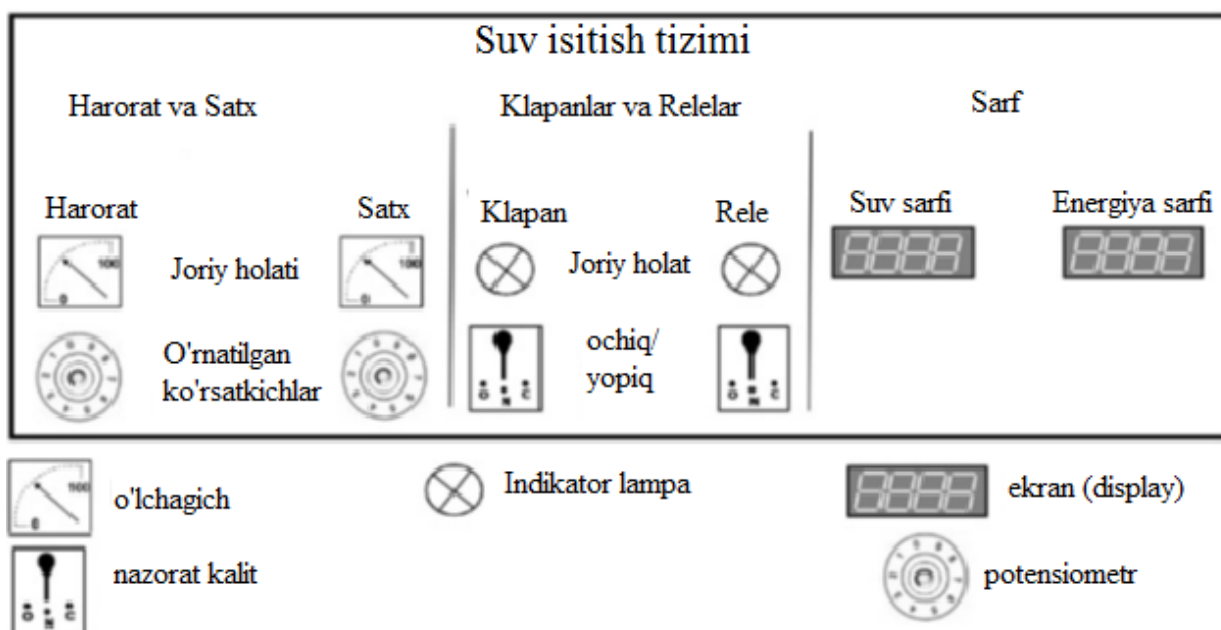 Suv isitish tizimi
Harorat va Satx
Klapanlar va Relelar
Sarf
Harorat
Satx
Klapan
Rele
Suv sarfi
Energiya sarfi
0 100
Joriy holati
0 100
Joriy holat
O'rnatilgan
ko'rsatkichlar
ochiq/
yopiq
0 100
o'lchagich
Indikator lampa
ekran (display)
nazorat kalit
potensiometr